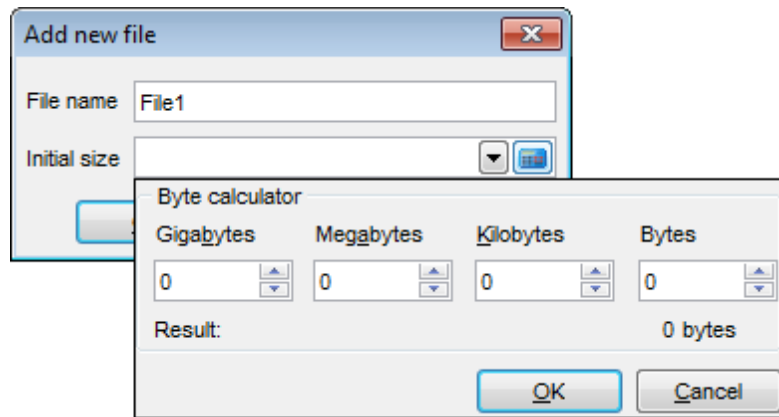 Add new file
File name File1
Initial size
Byte calculator
Gigabytes Megabytes Kilobytes Bytes
0 0 0 0
Result: 0 bytes
OK Cancel